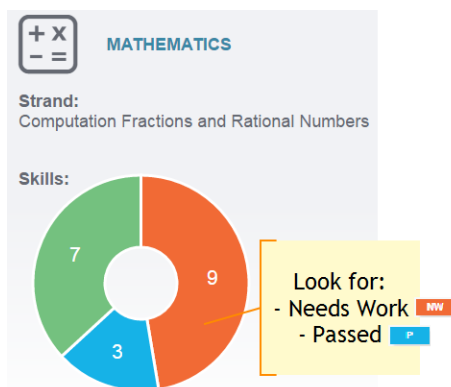 MATHEMATICS
Strand:
Computation Fractions and Rational Numbers
Skills:
7
9
3
Look for:
- Needs Work NW
- Passed P